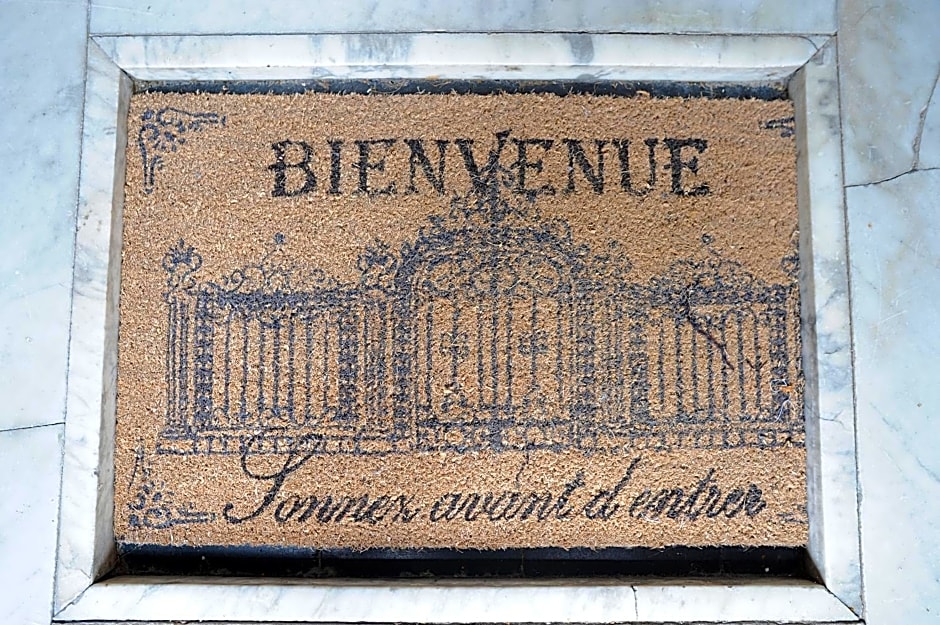 BIENVENUE
Sonnez avant d'entrer